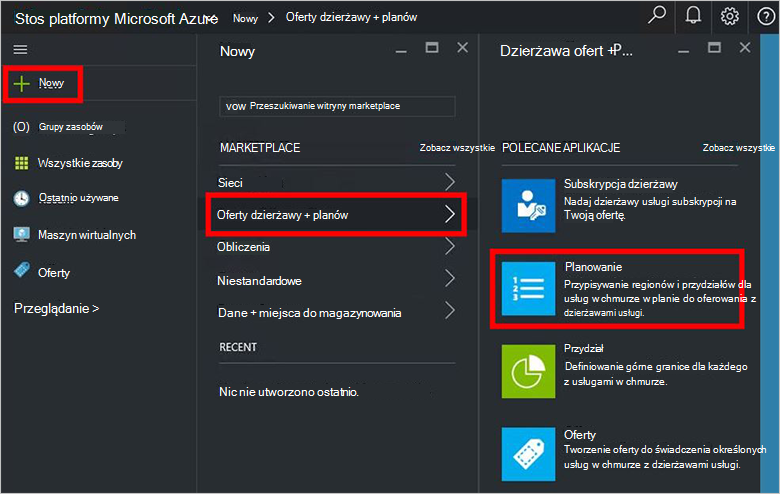 Stos platformy Microsoft Azure Nowy > Oferty dzierżawy + planów
Nowy
(O) Grupy zasobów
Wszystkie zasoby
Ostatnio używane
Maszyn wirtualnych
Oferty
Przeglądanie >
Nowy
vow Przeszukiwanie witryny marketplace
MARKETPLACE Zobacz wszystkie
Sieci
Oferty dzierżawy + planów
Obliczenia
Niestandardowe
Dane + miejsca do magazynowania
RECENT
Nic nie utworzono ostatnio.
Dzierżawa ofert +P...
POLECANE APLIKACJE Zobacz wszystkie
Subskrypcja dzierżawy
Nadaj dzierżawy usługi subskrypcji na
Twoją ofertę.
Planowanie
Przypisywanie regionów i przydziałów dla
usług w chmurze w planie do oferowania z
dzierżawami usługi.
Przydział
Definiowanie górne granice dla każdego
z usługami w chmurze.
Oferty
Tworzenie oferty do świadczenia określonych
usług w chmurze z dzierżawami usługi.